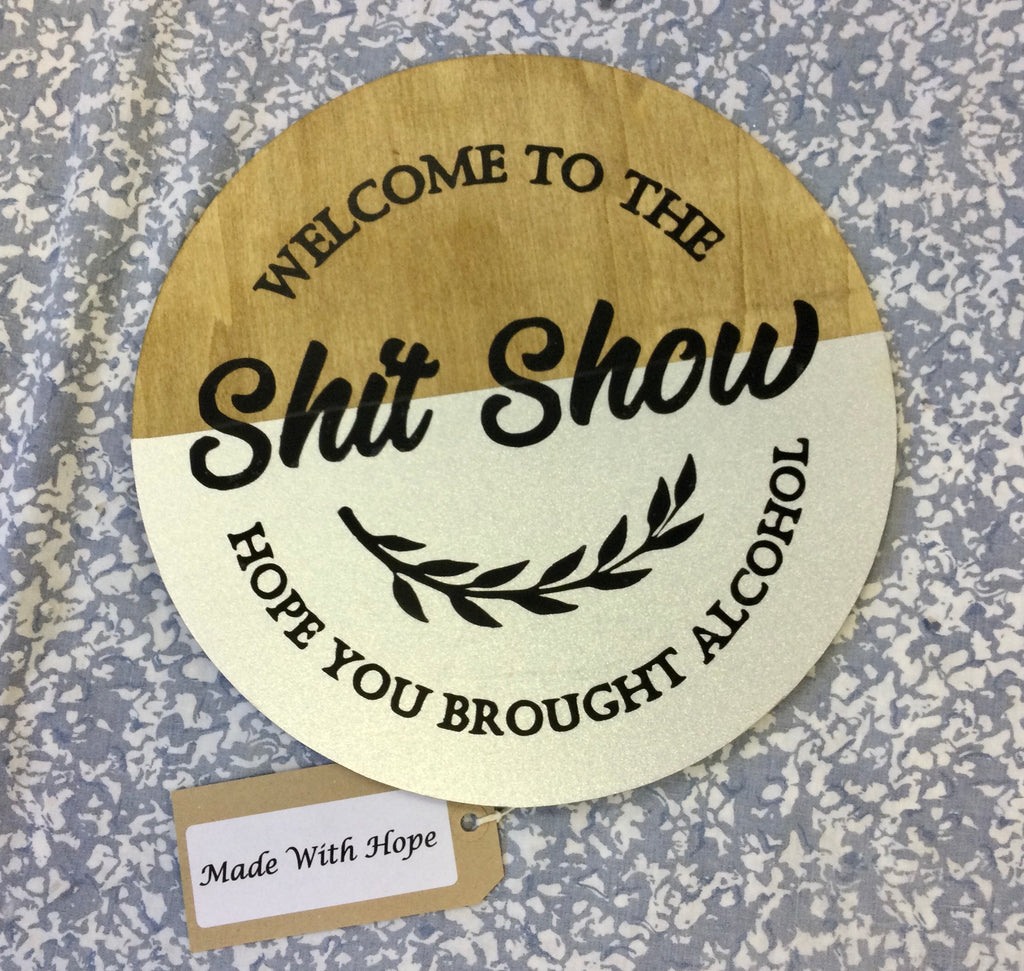 WELCOME TO THE
Shit Show
HOPE YOU BROUGHT ALCOHOL
Made With Hope